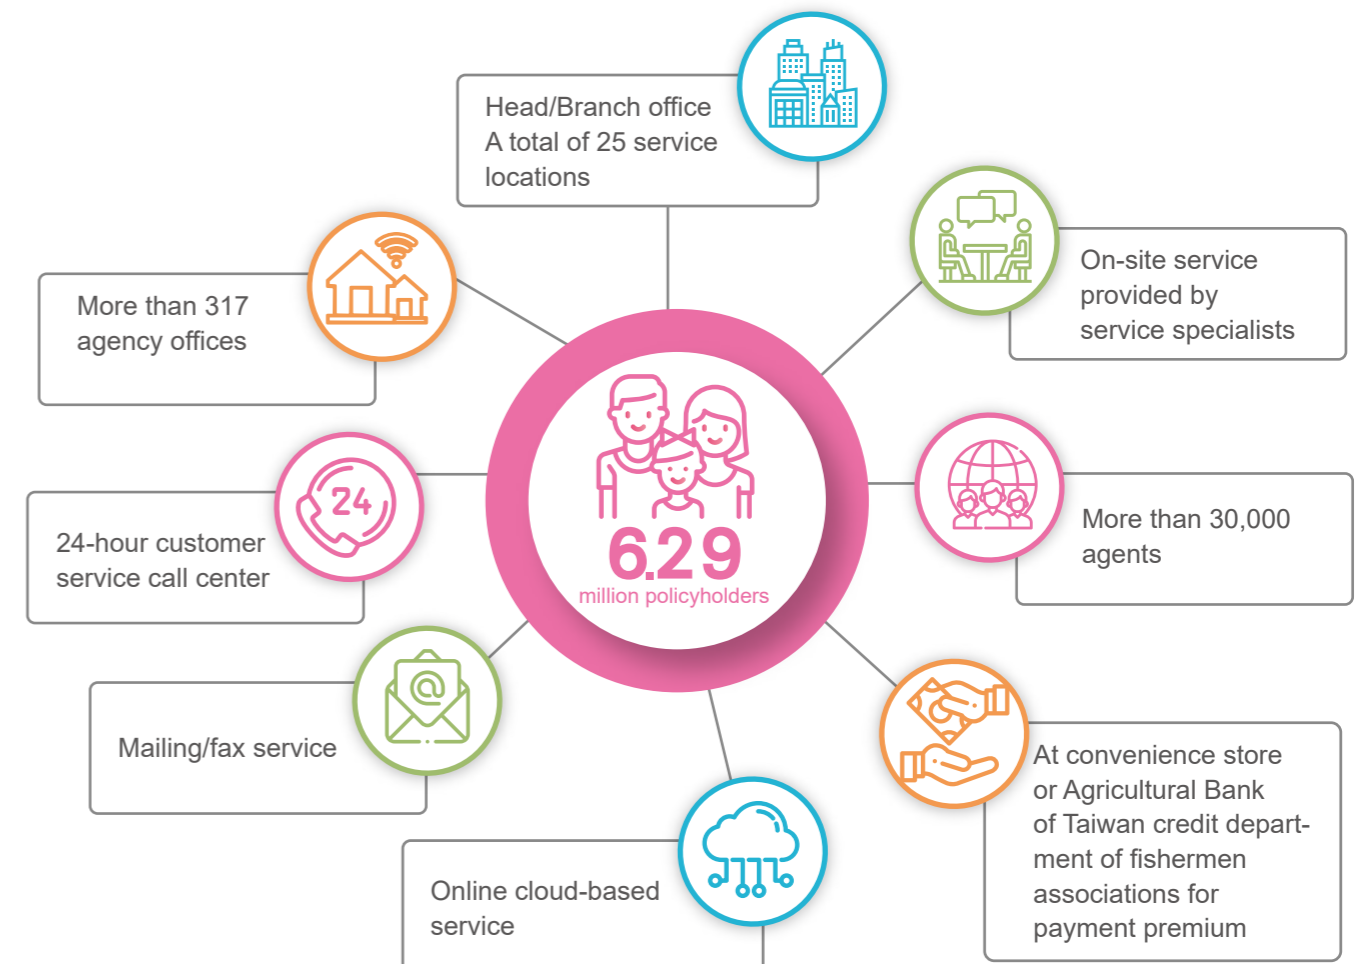 Head/Branch office
A total of 25 service
locations
On-site service
provided by
service specialists
More than 317
agency offices
24
24-hour customer
service call center
6.29
million policyholders
More than 30,000
agents
Mailing/fax service
@
At convenience store
or Agricultural Bank
of Taiwan credit depart-
ment of fishermen
associations for
payment premium
Online cloud-based
service